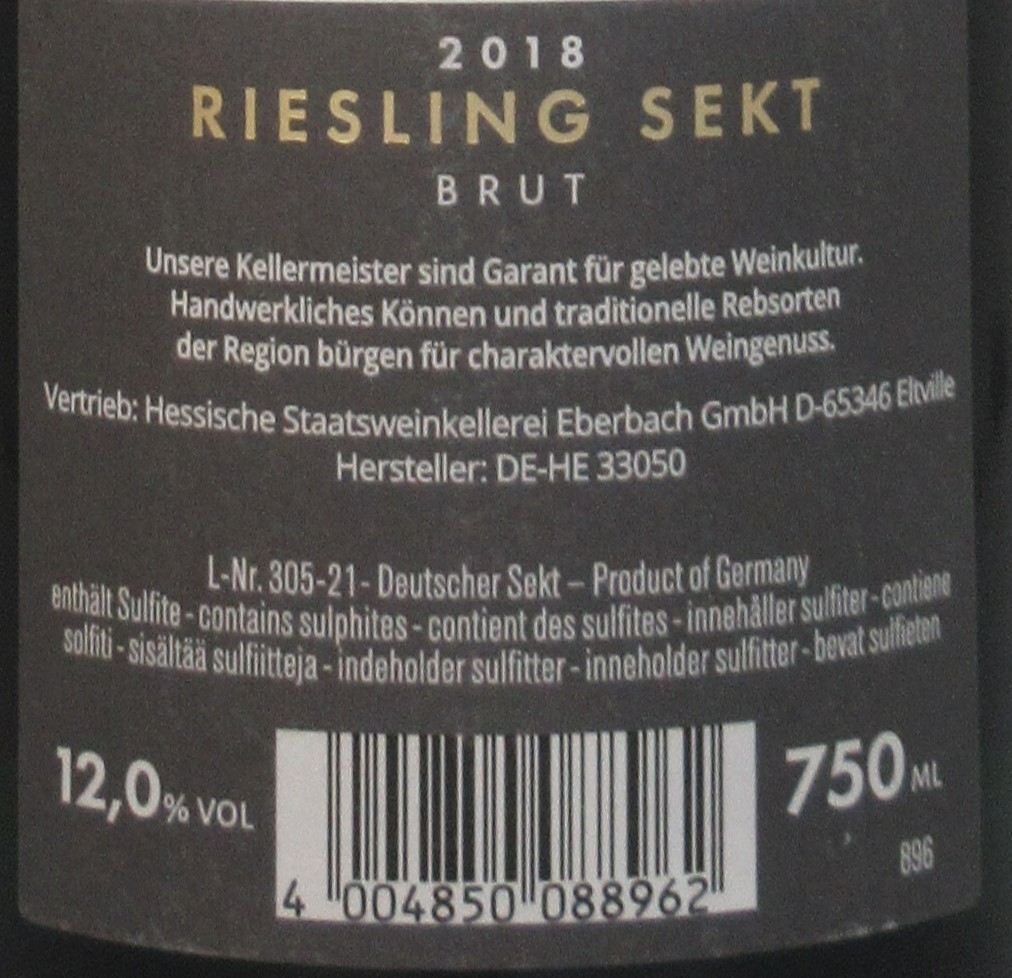 2018
RIESLING SEKT
BRUT
Unsere Kellermeister sind Garant für gelebte Weinkultur.
Handwerkliches Können und traditionelle Rebsorten
der Region bürgen für charaktervollen Weingenuss.
Vertrieb: Hessische Staatsweinkellerei Eberbach GmbH D-65346 Eltville
Hersteller: DE-HE 33050
L-Nr. 305-21- Deutscher Sekt – Product of Germany
enthält Sulfite - contains sulphites - contient des sulfites - innehåller sulfiter - contiene
solfiti - sisältää sulfiitteja - indeholder sulfitter - inneholder sulfitter - bevat sulfieten
12,0% VOL
750 ML
896
4 004850 088962